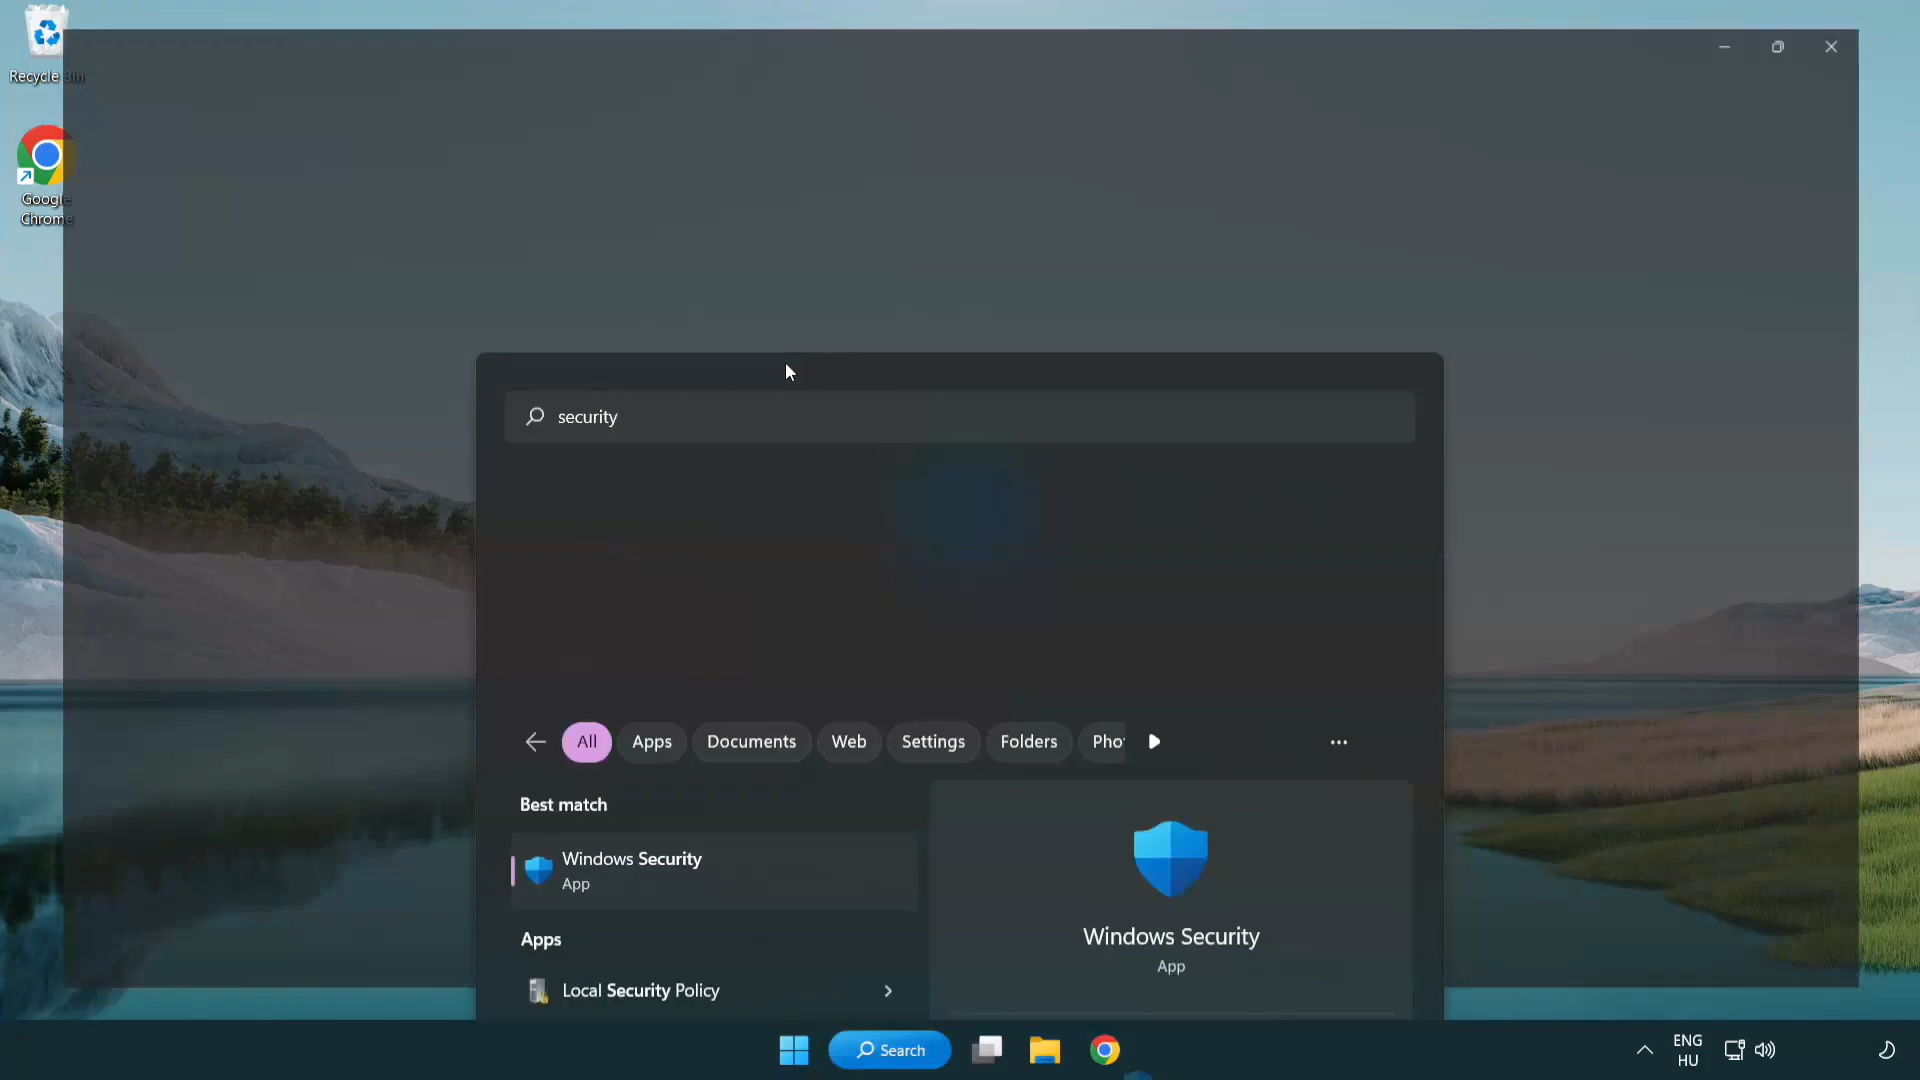 Recycle Bin
Google
Chrome
security
All
Apps
Documents
Web
Settings
Folders
Best match
Windows Security
App
Apps
Local Security Policy
Windows Security
App
Search
ENG
HU